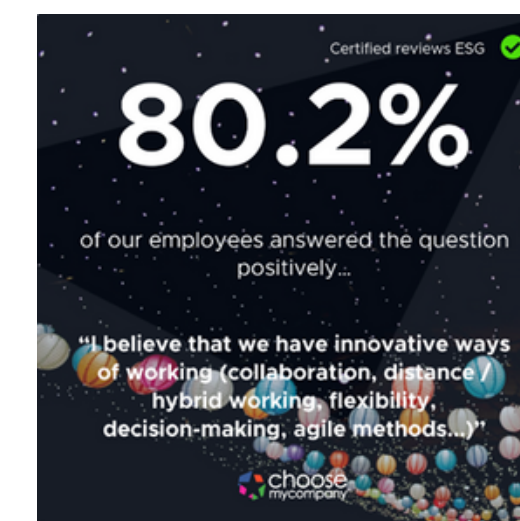 Certified reviews ESG
80.2%
of our employees answered the question
positively...
“I believe that we have innovative ways
of working (collaboration, distance /
hybrid working, flexibility,
decision-making, agile methods...)”
choose
mycompany